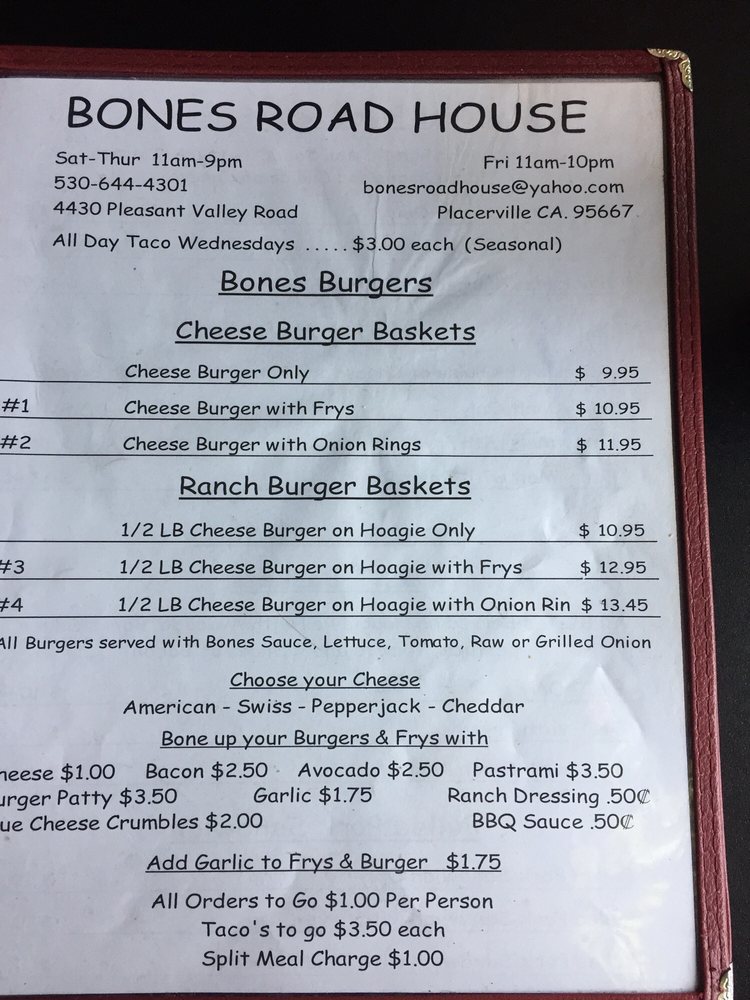 BONES ROAD HOUSE
Sat-Thur 11am-9pm Fri 11am-10pm
530-644-4301 bonesroadhouse@yahoo.com
4430 Pleasant Valley Road Placerville CA. 95667
All Day Taco Wednesdays ..... $3.00 each (Seasonal)
Bones Burgers
Cheese Burger Baskets
Cheese Burger Only $ 9.95
#1 Cheese Burger with Frys $ 10.95
#2 Cheese Burger with Onion Rings $ 11.95
Ranch Burger Baskets
1/2 LB Cheese Burger on Hoagie Only $ 10.95
#3 1/2 LB Cheese Burger on Hoagie with Frys $ 12.95
#4 1/2 LB Cheese Burger on Hoagie with Onion Rin $ 13.45
All Burgers served with Bones Sauce, Lettuce, Tomato, Raw or Grilled Onion
Choose your Cheese
American - Swiss - Pepperjack - Cheddar
Bone up your Burgers & Frys with
heese $1.00 Bacon $2.50 Avocado $2.50 Pastrami $3.50
urger Patty $3.50 Garlic $1.75 Ranch Dressing .50₡
ue Cheese Crumbles $2.00 BBQ Sauce .50₡
Add Garlic to Frys & Burger $1.75
All Orders to Go $1.00 Per Person
Taco's to go $3.50 each
Split Meal Charge $1.00